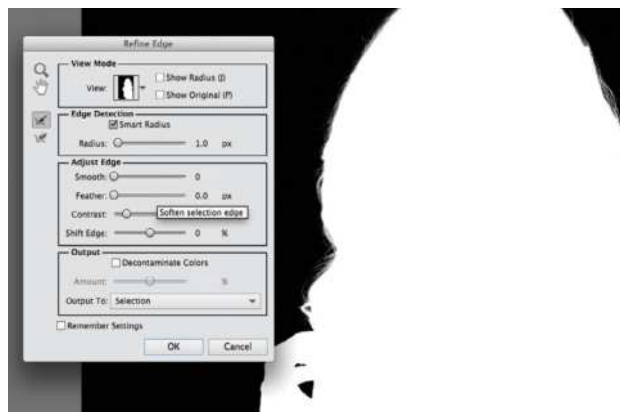 Refine Edge
View Mode
View:
Show Radius (J)
Show Original (P)
Edge Detection
Smart Radius
Radius: 1.0 px
Adjust Edge
Smooth: 0
Feather: 0.0 px
Contrast:
Soften selection edge
Shift Edge: 0 %
Output
Decontaminate Colors
Amount: %
Output To: Selection
Remember Settings
OK Cancel